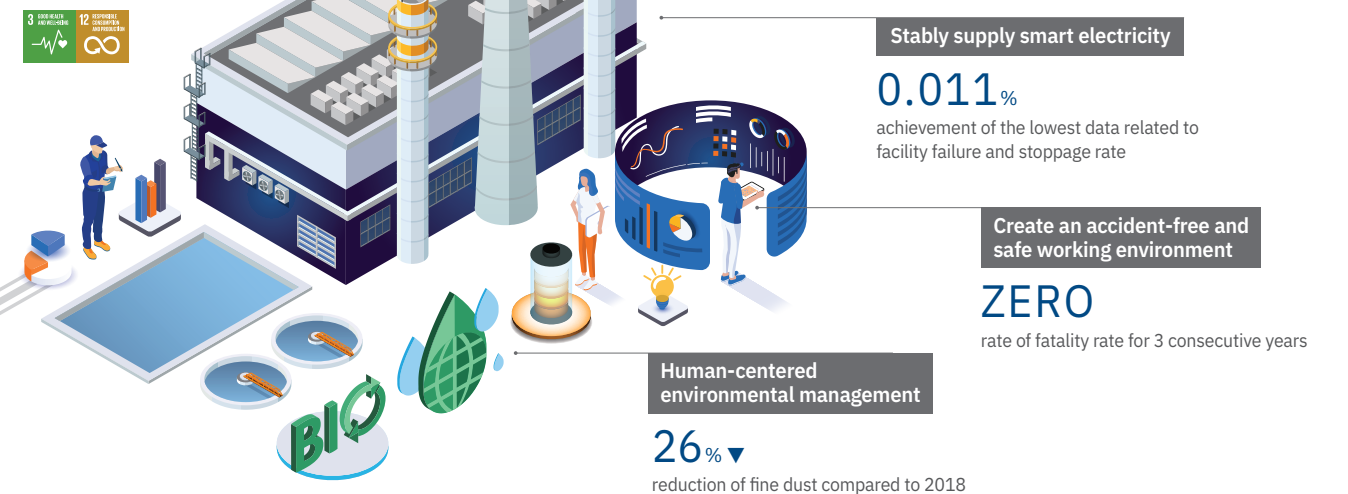 3 GOOD HEALTH
AND WELL-BEING
12 RESPONSIBLE
CONSUMPTION
AND PRODUCTION
Stably supply smart electricity
0.011%
achievement of the lowest data related to
facility failure and stoppage rate
Create an accident-free and
safe working environment
ZERO
rate of fatality rate for 3 consecutive years
Human-centered
environmental management
26% ▼
reduction of fine dust compared to 2018
BIO